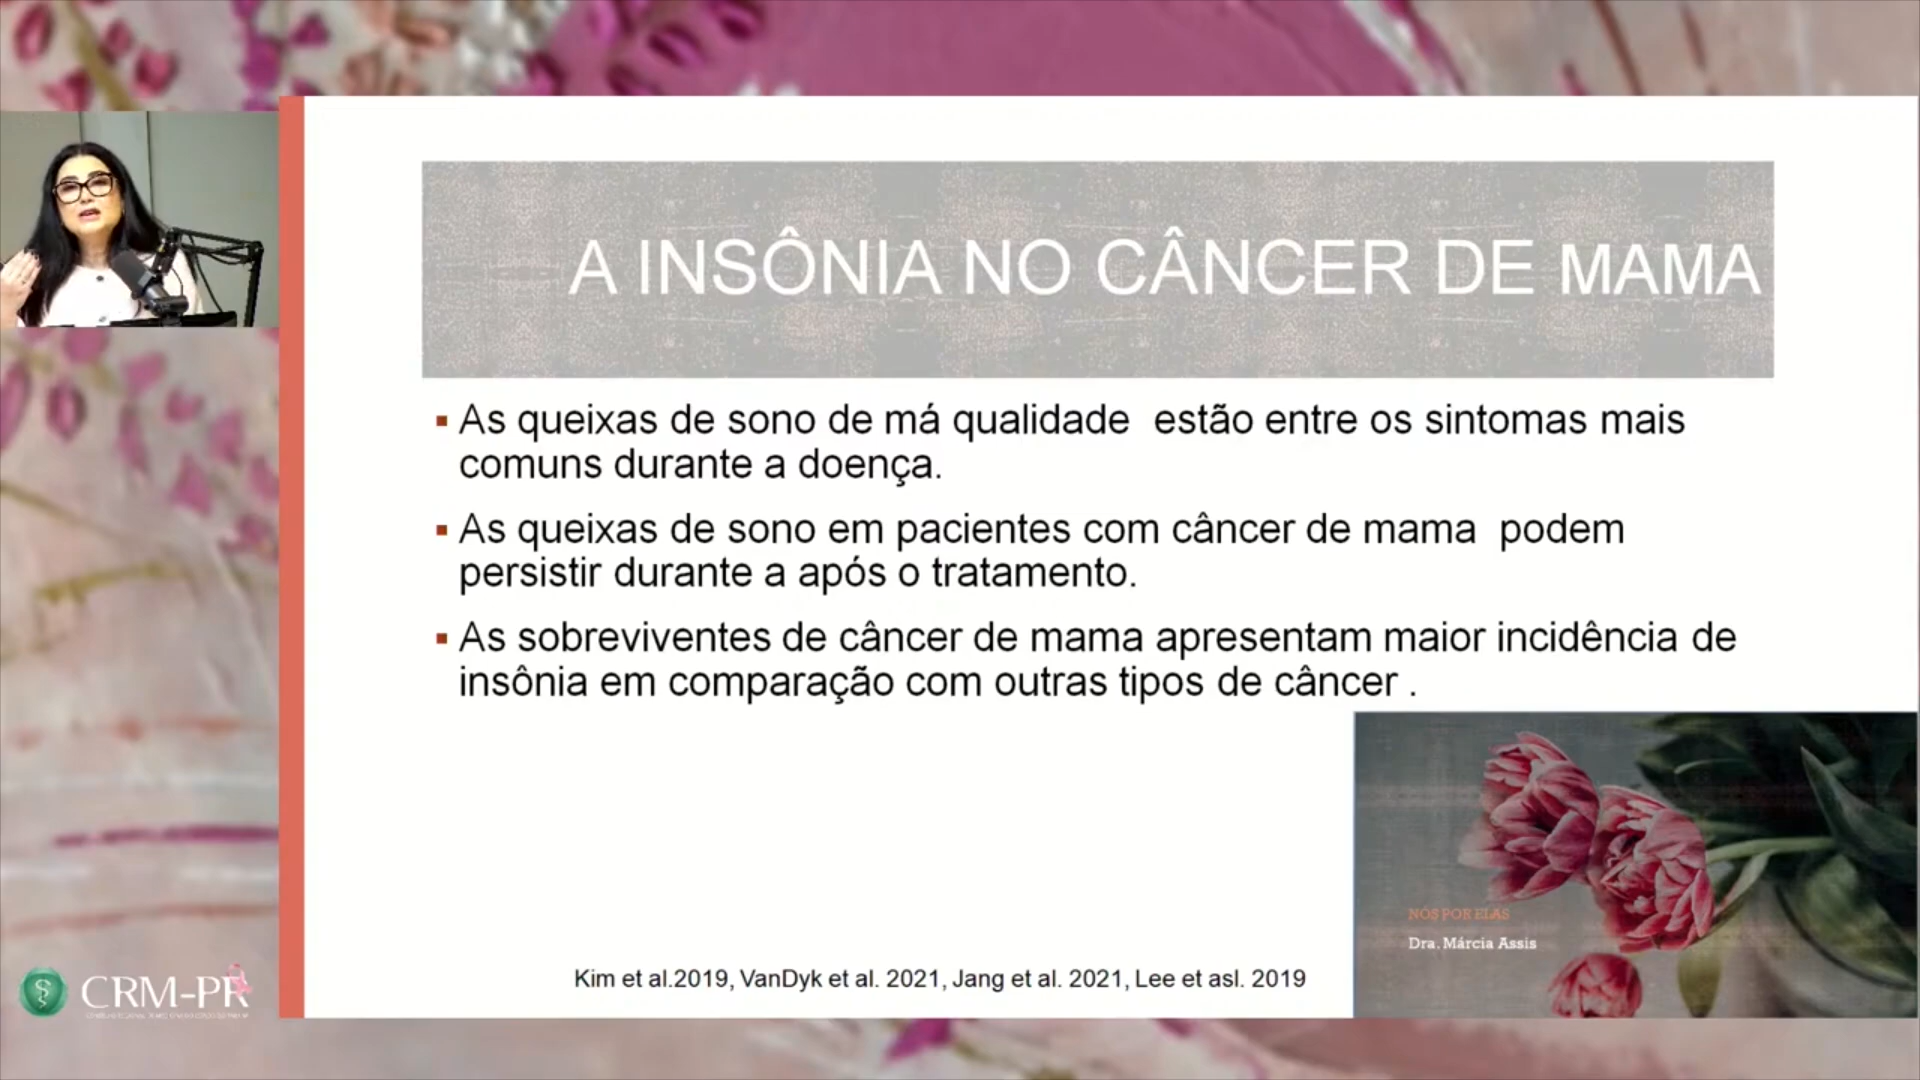 A INSÔNIA NO CÂNCER DE MAMA
▪ As queixas de sono de má qualidade estão entre os sintomas mais
comuns durante a doença.
▪ As queixas de sono em pacientes com câncer de mama podem
persistir durante a após o tratamento.
▪ As sobreviventes de câncer de mama apresentam maior incidência de
insônia em comparação com outras tipos de câncer .
NÓS POR ELAS
Dra. Márcia Assis
Kim et al.2019, VanDyk et al. 2021, Jang et al. 2021, Lee et asl. 2019
CRM-PR